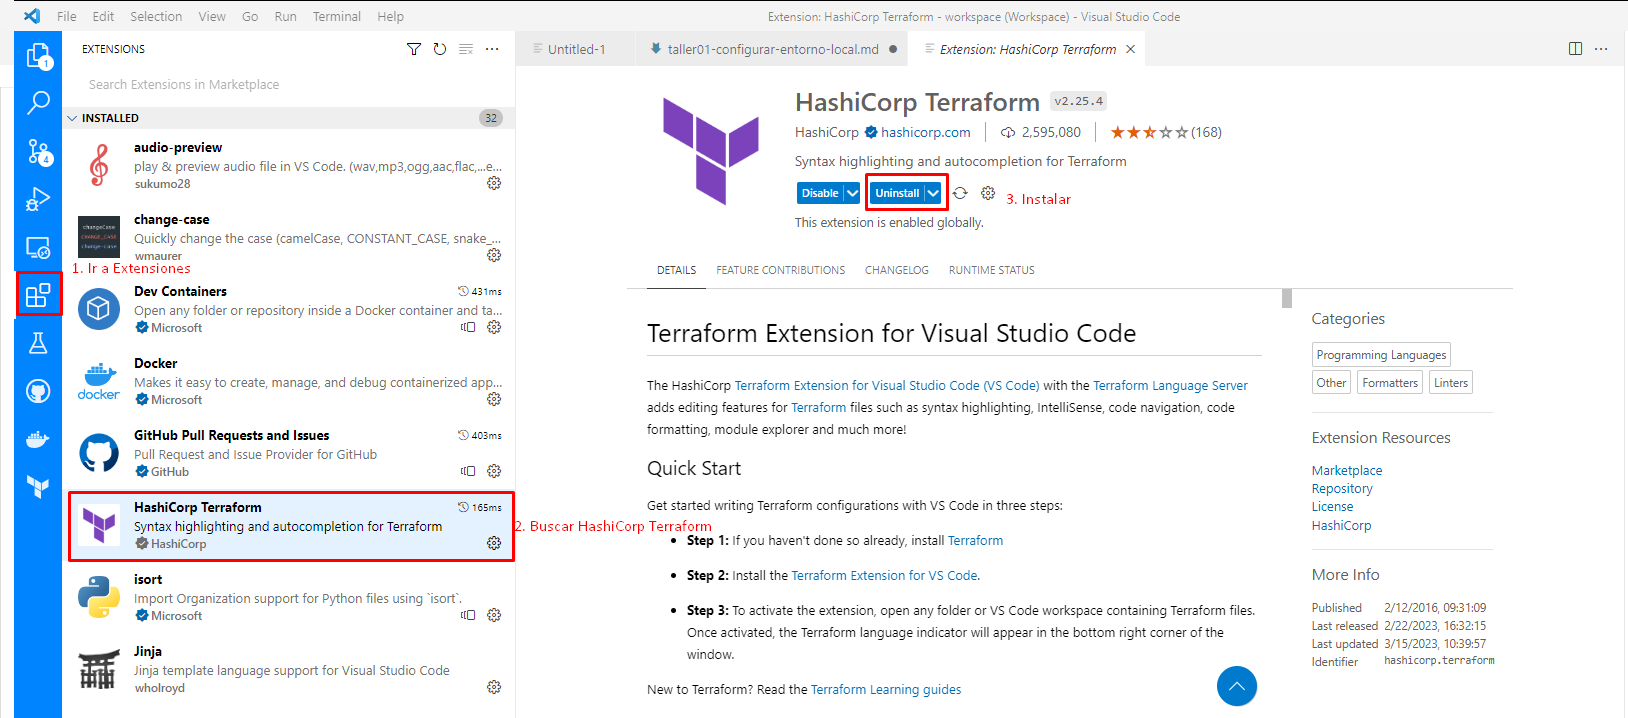 File Edit Selection View Go Run Terminal Help
Extension: HashiCorp Terraform - workspace (Workspace) - Visual Studio Code
1
4
EXTENSIONS
Search Extensions in Marketplace
INSTALLED 32
audio-preview
play & preview audio file in VS Code. (wav,mp3,ogg,aac,flac,...e...
sukumo28
changeCase
CHANGE_CASE
change-case
change-case
Quickly change the case (camelCase, CONSTANT_CASE, snake_...
wmaurer
1. Ir a Extensiones
Dev Containers 431ms
Open any folder or repository inside a Docker container and ta...
Microsoft
docker
Docker
Makes it easy to create, manage, and debug containerized app...
Microsoft
GitHub Pull Requests and Issues 403ms
Pull Request and Issue Provider for GitHub
GitHub
HashiCorp Terraform 165ms
Syntax highlighting and autocompletion for Terraform
HashiCorp
2. Buscar HashiCorp Terraform
isort
Import Organization support for Python files using `isort`.
Microsoft
Jinja
Jinja template language support for Visual Studio Code
wholroyd
Untitled-1
taller01-configurar-entorno-local.md
Extension: HashiCorp Terraform
HashiCorp Terraform v2.25.4
HashiCorp hashicorp.com 2,595,080 (168)
Syntax highlighting and autocompletion for Terraform
Disable Uninstall 3. Instalar
This extension is enabled globally.
DETAILS FEATURE CONTRIBUTIONS CHANGELOG RUNTIME STATUS
Terraform Extension for Visual Studio Code
The HashiCorp Terraform Extension for Visual Studio Code (VS Code) with the Terraform Language Server
adds editing features for Terraform files such as syntax highlighting, IntelliSense, code navigation, code
formatting, module explorer and much more!
Quick Start
Get started writing Terraform configurations with VS Code in three steps:
• Step 1: If you haven't done so already, install Terraform
• Step 2: Install the Terraform Extension for VS Code.
• Step 3: To activate the extension, open any folder or VS Code workspace containing Terraform files.
Once activated, the Terraform language indicator will appear in the bottom right corner of the
window.
New to Terraform? Read the Terraform Learning guides
Categories
Programming Languages
Other Formatters Linters
Extension Resources
Marketplace
Repository
License
HashiCorp
More Info
Published 2/12/2016, 09:31:09
Last released 2/22/2023, 16:32:15
Last updated 3/15/2023, 10:39:57
Identifier hashicorp.terraform